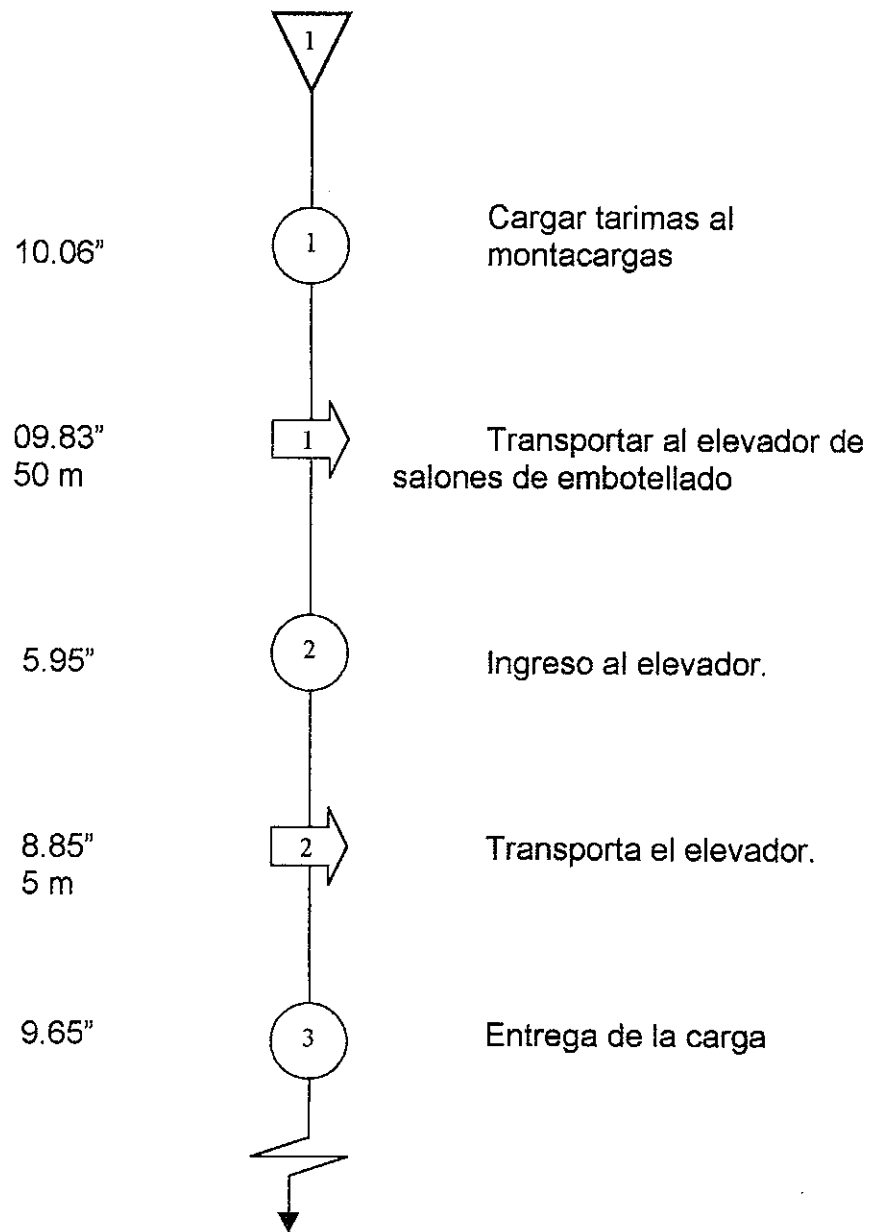 1
10.06”
1
Cargar tarimas al
montacargas
09.83”
50 m
1
Transportar al elevador de
salones de embotellado
5.95”
2
Ingreso al elevador.
8.85”
5 m
2
Transporta el elevador.
9.65”
3
Entrega de la carga